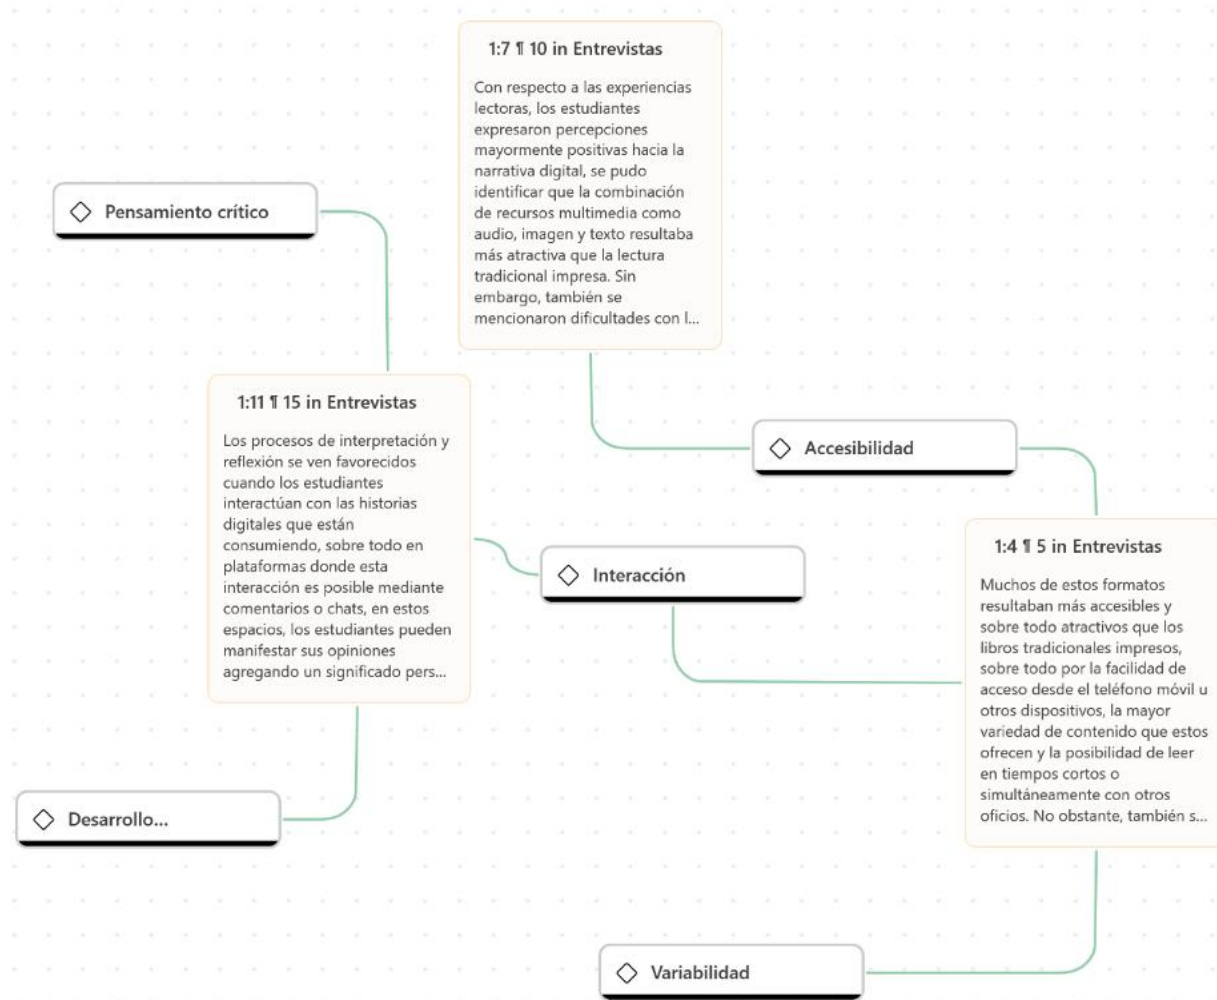 1:7 ¶ 10 in Entrevistas
Con respecto a las experiencias
lectoras, los estudiantes
expresaron percepciones
mayormente positivas hacia la
narrativa digital, se pudo
identificar que la combinación
de recursos multimedia como
audio, imagen y texto resultaba
más atractiva que la lectura
tradicional impresa. Sin
embargo, también se
mencionaron dificultades con l...
Pensamiento crítico
1:11 ¶ 15 in Entrevistas
Los procesos de interpretación y
reflexión se ven favorecidos
cuando los estudiantes
interactúan con las historias
digitales que están
consumiendo, sobre todo en
plataformas donde esta
interacción es posible mediante
comentarios o chats, en estos
espacios, los estudiantes pueden
manifestar sus opiniones
agregando un significado pers...
Accesibilidad
Interacción
1:4 ¶ 5 in Entrevistas
Muchos de estos formatos
resultaban más accesibles y
sobre todo atractivos que los
libros tradicionales impresos,
sobre todo por la facilidad de
acceso desde el teléfono móvil u
otros dispositivos, la mayor
variedad de contenido que estos
ofrecen y la posibilidad de leer
en tiempos cortos o
simultáneamente con otros
oficios. No obstante, también s...
Desarrollo...
Variabilidad